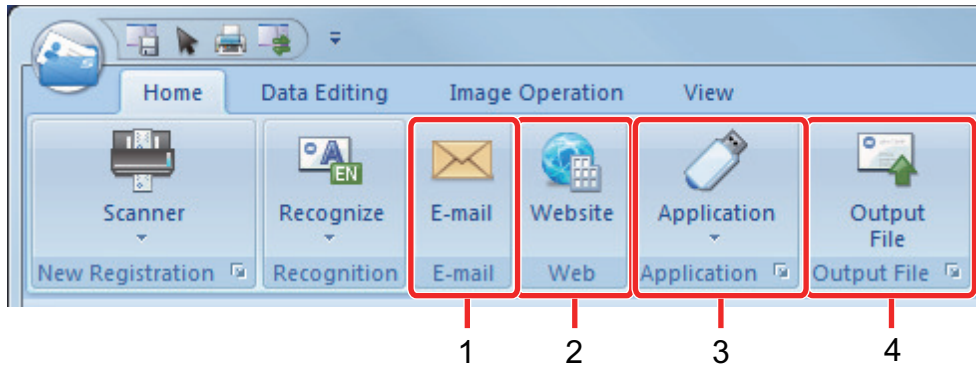 Home Data Editing Image Operation View
Scanner Recognize E-mail Website Application Output
File
New Registration Recognition E-mail Web Application Output File
1 2 3 4